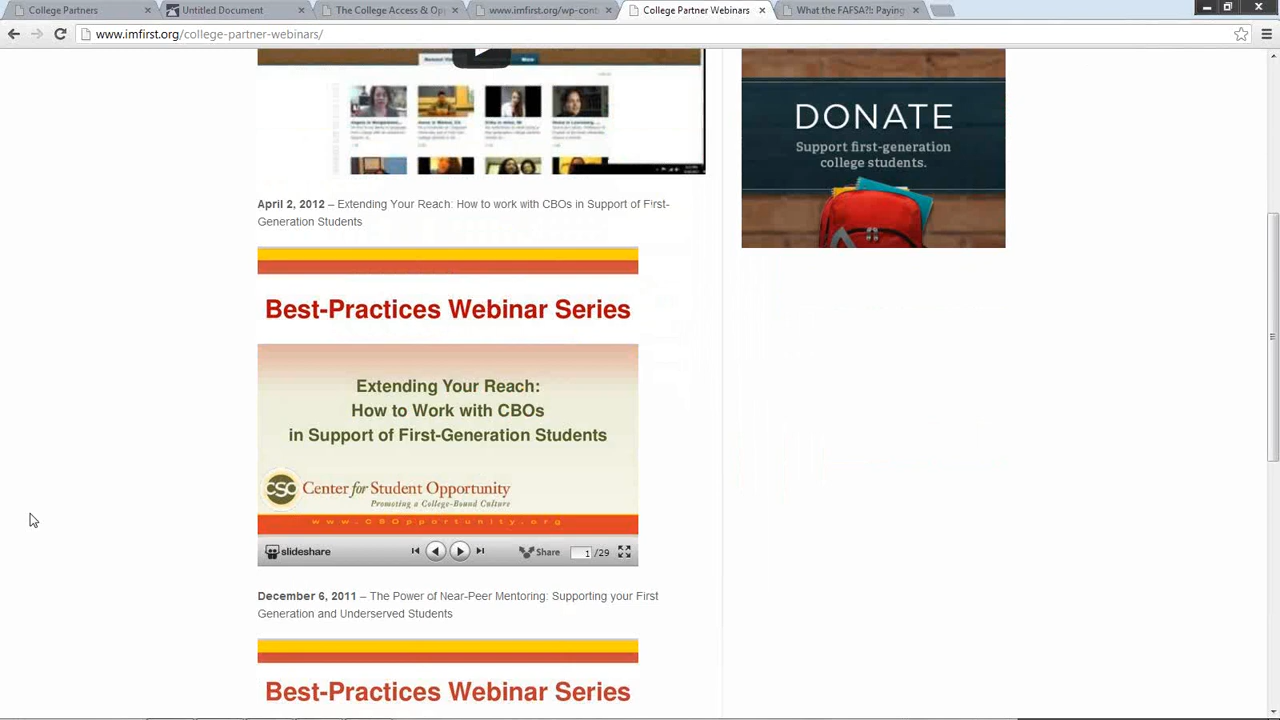 College Partners
Untitled Document
The College Access & Op
www.imfirst.org/wp-cont
College Partner Webinars
What the FAFSA?!: Paying
www.imfirst.org/college-partner-webinars/
More
DONATE
Support first-generation
college students.
April 2, 2012 – Extending Your Reach: How to work with CBOs in Support of First-
Generation Students
Best-Practices Webinar Series
Extending Your Reach:
How to Work with CBOs
in Support of First-Generation Students
CSO Center for Student Opportunity
Promoting a College-Bound Culture
www.CSOpportunity.org
slideshare
Share
1 /29
December 6, 2011 – The Power of Near-Peer Mentoring: Supporting your First
Generation and Underserved Students
Best-Practices Webinar Series